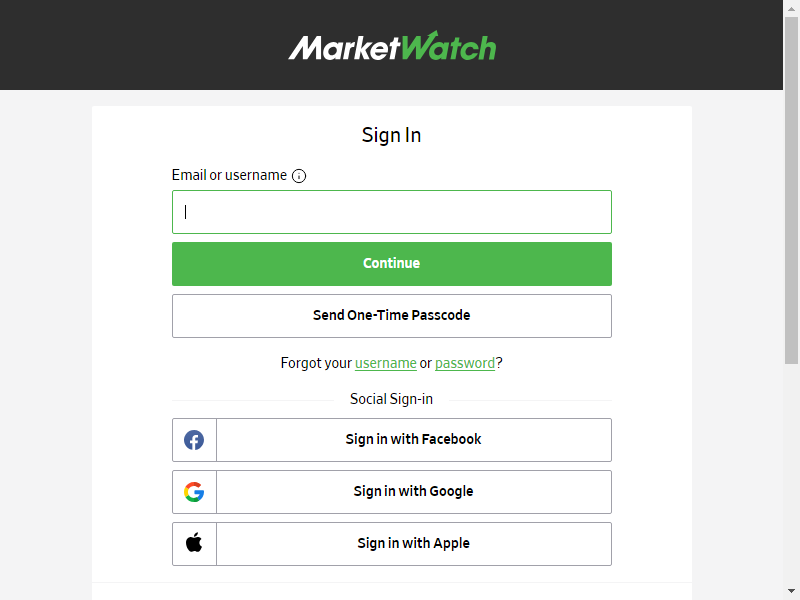 MarketWatch
Sign In
Email or username
Continue
Send One-Time Passcode
Forgot your username or password?
Social Sign-in
Sign in with Facebook
Sign in with Google
Sign in with Apple